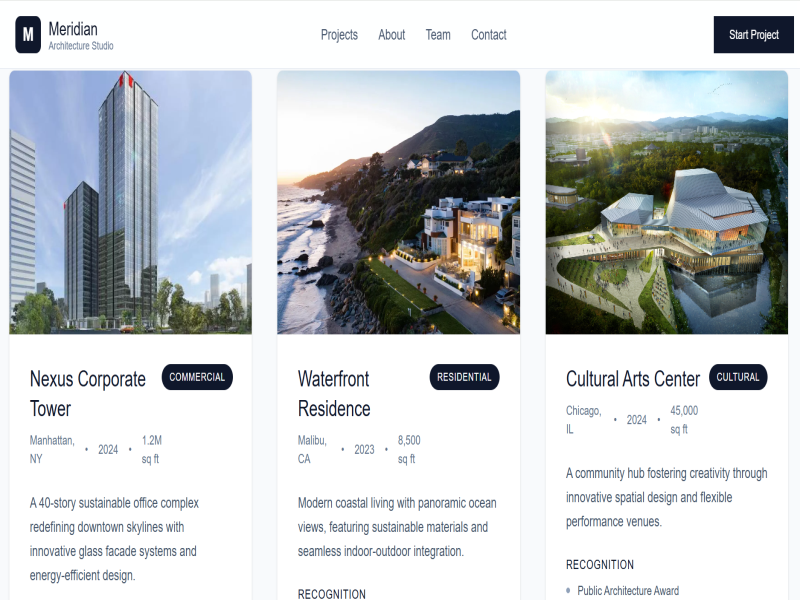 M
Meridian
Architecture Studio
Projects
About
Team
Contact
Start Project
Nexus Corporate
Tower
COMMERCIAL
Manhattan,
NY
•
2024
•
1.2M
sq ft
A 40-story sustainable office complex
redefining downtown skylines with
innovative glass facade systems and
energy-efficient design.
Waterfront
Residence
RESIDENTIAL
Malibu,
CA
•
2023
•
8,500
sq ft
Modern coastal living with panoramic ocean
views, featuring sustainable materials and
seamless indoor-outdoor integration.
RECOGNITION
Cultural Arts Center
CULTURAL
Chicago,
IL
•
2024
•
45,000
sq ft
A community hub fostering creativity through
innovative spatial design and flexible
performance venues.
RECOGNITION
• Public Architecture Award